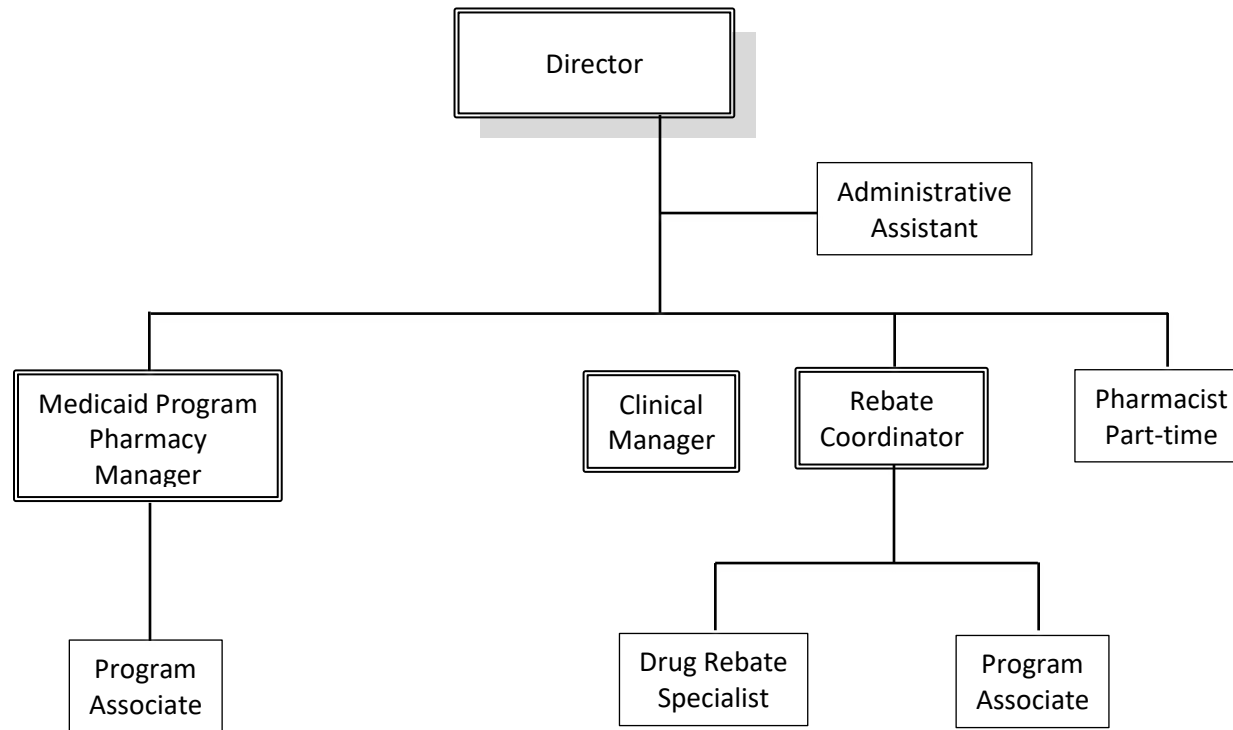 Director
Administrative
Assistant
Medicaid Program
Pharmacy
Manager
Clinical
Manager
Rebate
Coordinator
Pharmacist
Part-time
Program
Associate
Drug Rebate
Specialist
Program
Associate